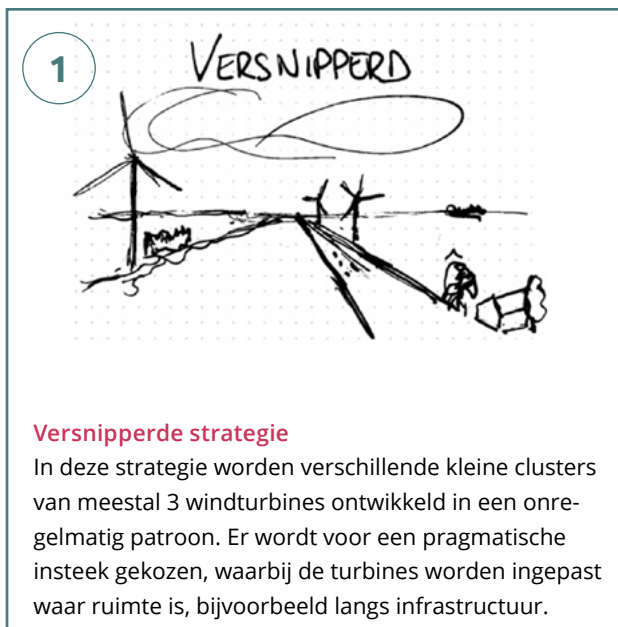 1
VERSNIPPERD
Versnipperde strategie
In deze strategie worden verschillende kleine clusters
van meestal 3 windturbines ontwikkeld in een onre-
gelmatig patroon. Er wordt voor een pragmatische
insteek gekozen, waarbij de turbines worden ingepast
waar ruimte is, bijvoorbeeld langs infrastructuur.